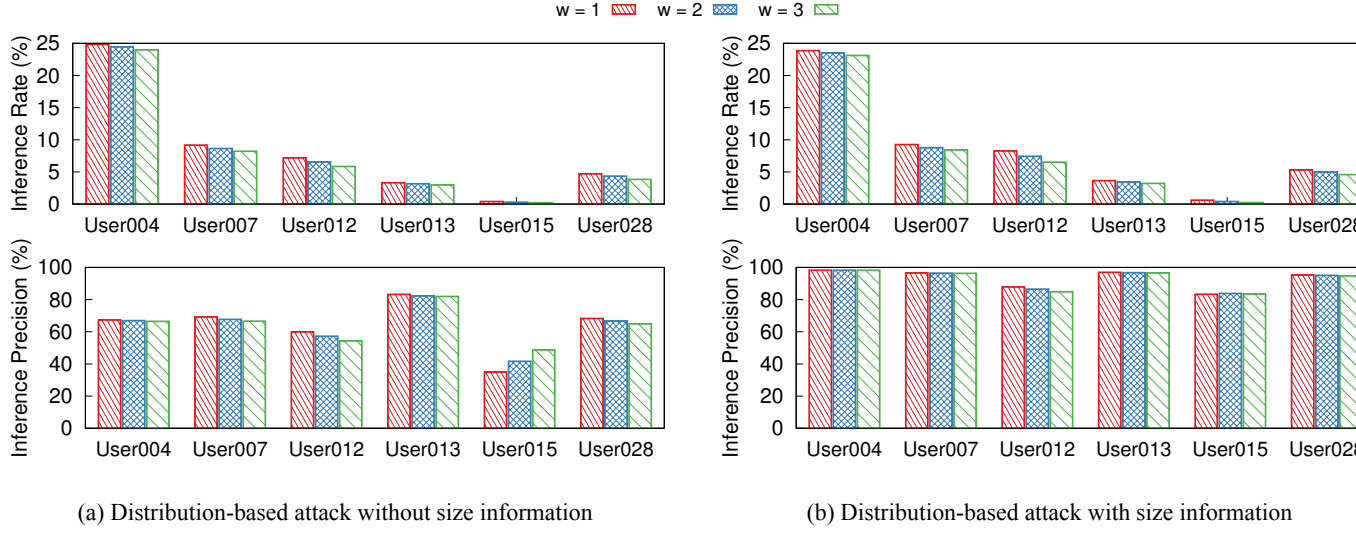 w = 1 w = 2 w = 3
Inference Rate (%)
25
20
15
10
5
0
User004 User007 User012 User013 User015 User028
Inference Precision (%)
100
80
60
40
20
0
User004 User007 User012 User013 User015 User028
(a) Distribution-based attack without size information
Inference Rate (%)
25
20
15
10
5
0
User004 User007 User012 User013 User015 User028
Inference Precision (%)
100
80
60
40
20
0
User004 User007 User012 User013 User015 User028
(b) Distribution-based attack with size information